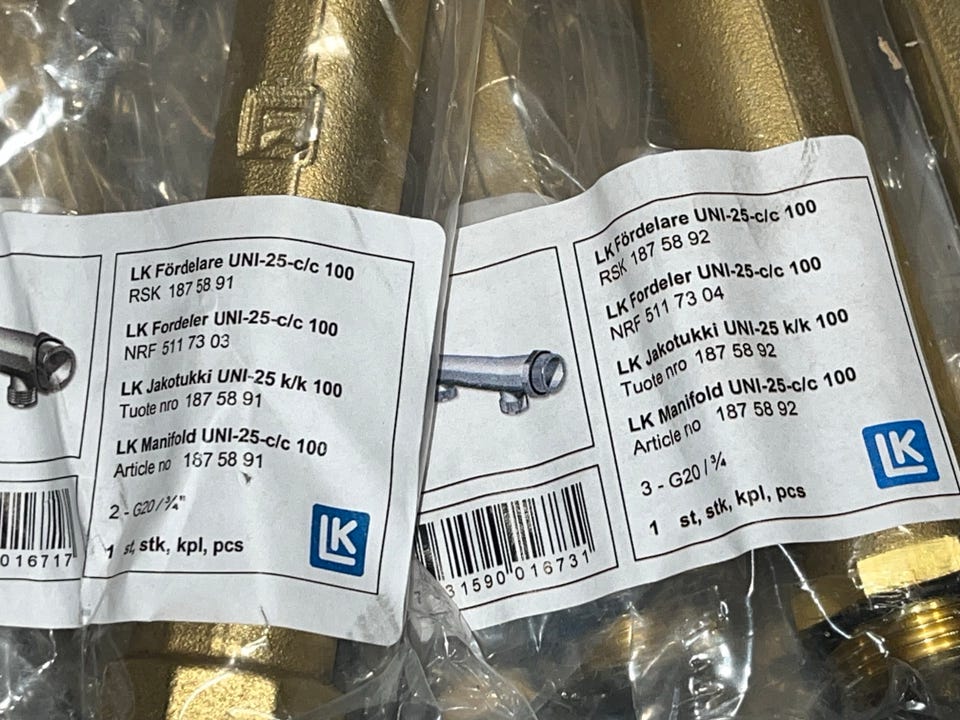 LK Fördelare UNI-25-c/c 100
RSK 187 58 91
LK Fordeler UNI-25-c/c 100
NRF 511 73 03
LK Jakotukki UNI-25 k/k 100
Tuote nro 187 58 91
LK Manifold UNI-25-c/c 100
Article no 187 58 91
2 - G20 / ¾"
1 st, stk, kpl, pcs
LK
016717
LK Fördelare UNI-25-c/c 100
RSK 187 58 92
LK Fordeler UNI-25-c/c 100
NRF 511 73 04
LK Jakotukki UNI-25 k/k 100
Tuote nro 187 58 92
LK Manifold UNI-25-c/c 100
Article no 187 58 92
3 - G20 / ¾
1 st, stk, kpl, pcs
LK
31590 016731